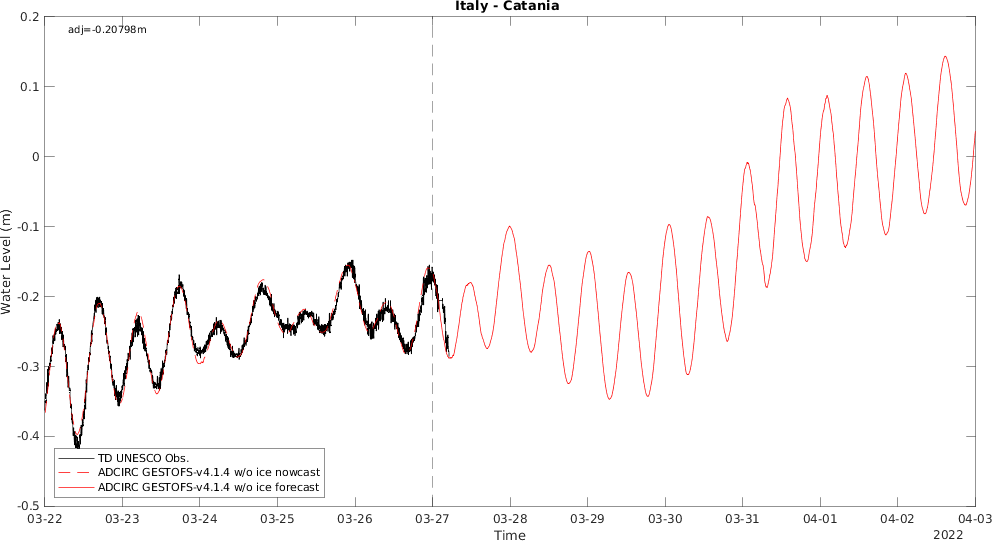 Italy - Catania
adj=-0.20798m
0.2
0.1
0
-0.1
-0.2
-0.3
-0.4
-0.5
Water Level (m)
TD UNESCO Obs.
ADCIRC GESTOFS-v4.1.4 w/o ice nowcast
ADCIRC GESTOFS-v4.1.4 w/o ice forecast
03-22 03-23 03-24 03-25 03-26 03-27 03-28 03-29 03-30 03-31 04-01 04-02 04-03
Time
2022